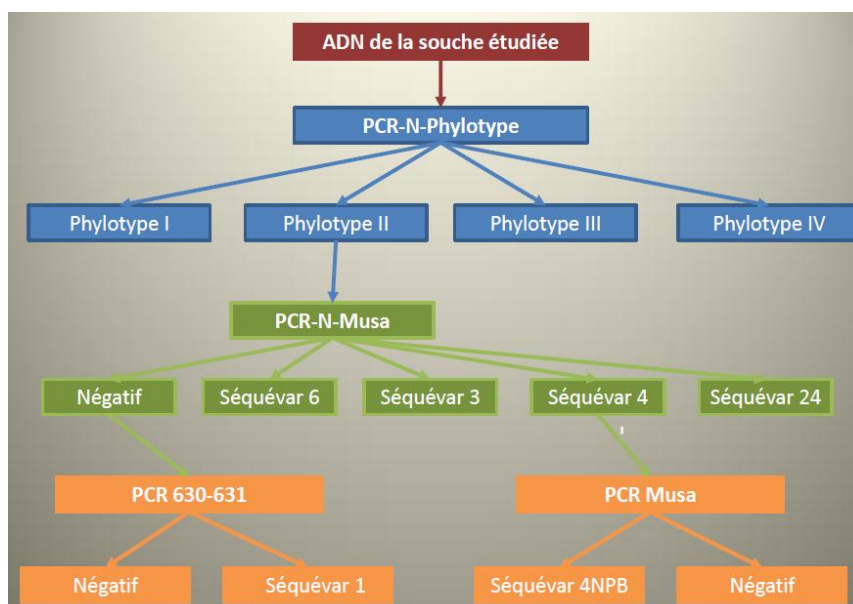 ADN de la souche étudiée
PCR-N-Phylotype
Phylotype I
Phylotype II
Phylotype III
Phylotype IV
PCR-N-Musa
Négatif
Séquévar 6
Séquévar 3
Séquévar 4
Séquévar 24
PCR 630-631
PCR Musa
Négatif
Séquévar 1
Séquévar 4NPB
Négatif